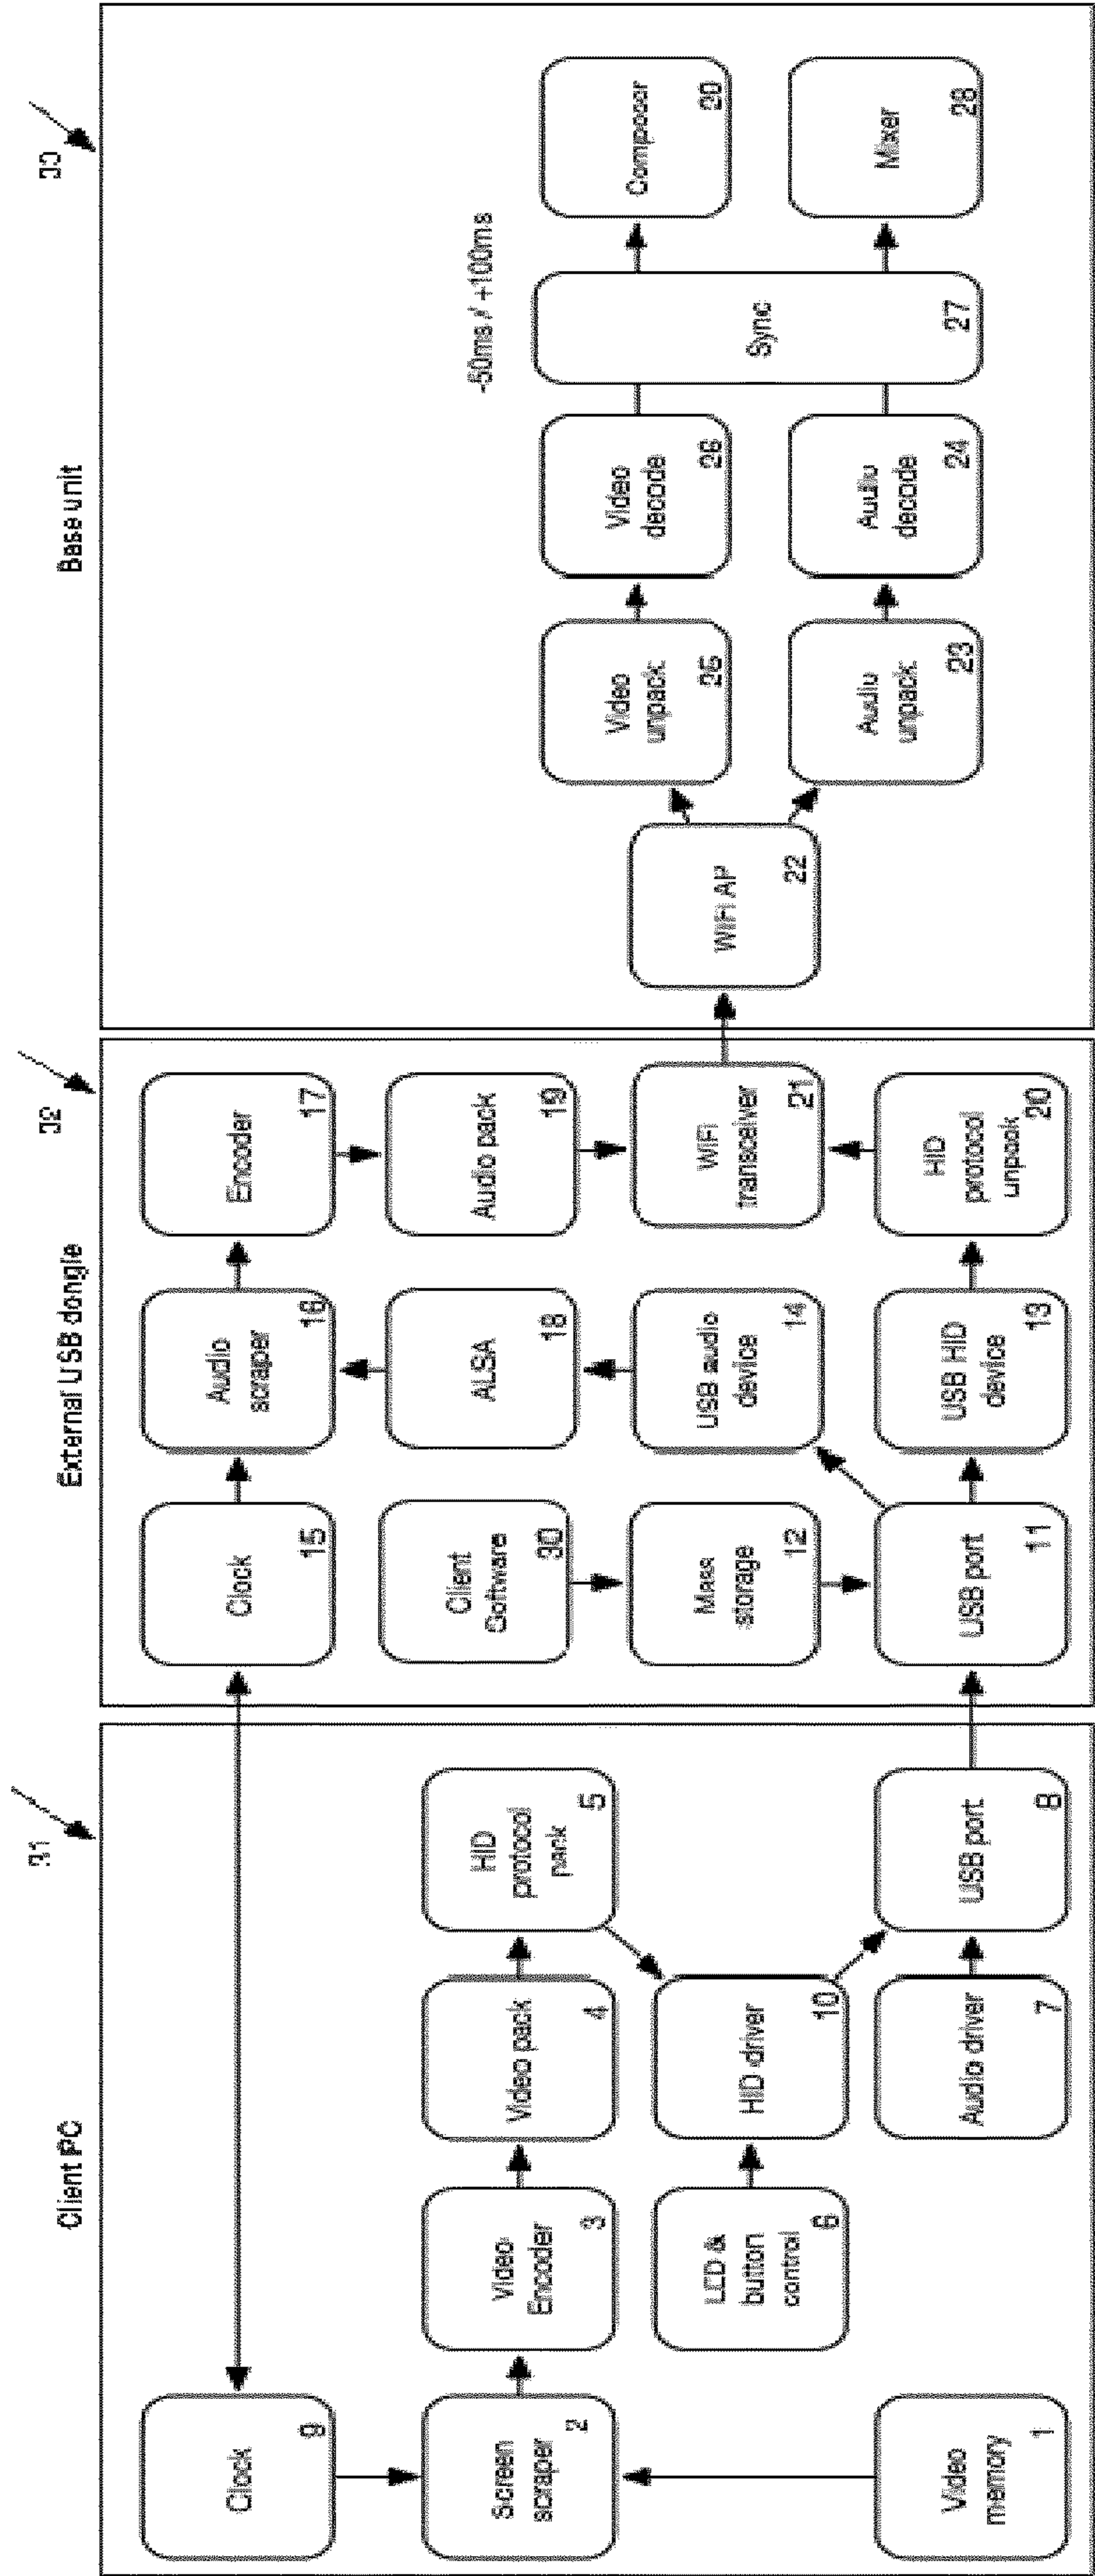 Client PC
31
Clock
9
Screen
scraper
2
Video
memory
1
Video
Encoder
3
Video pack
4
HID
protocol
pack
5
LCD &
button
control
6
HID driver
10
Audio driver
7
USB port
8
External USB dongle
32
Clock
15
Audio
scraper
16
Encoder
17
Client
Software
30
ALSA
18
Audio pack
19
Mass
storage
12
USB audio
device
14
WiFi
transceiver
21
USB port
11
USB HID
device
13
HID
protocol
unpack
20
Base unit
WiFi AP
22
Video
unpack
25
Video
decode
26
Audio
unpack
23
Audio
decode
24
-50ms / +100ms
Sync
27
Composer
Mixer
28